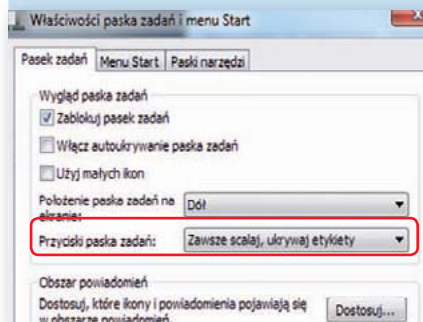 Właściwości paska zadań i menu Start
Pasek zadań Menu Start Paski narzędzi
Wygląd paska zadań
Zablokuj pasek zadań
Włącz autoukrywanie paska zadań
Użyj małych ikon
Położenie paska zadań na ekranie: Dół
Przyciski paska zadań: Zawsze scalaj, ukrywaj etykiety
Obszar powiadomień
Dostosuj, które ikony i powiadomienia pojawiają się Dostosuj...
w obszarze powiadomień.